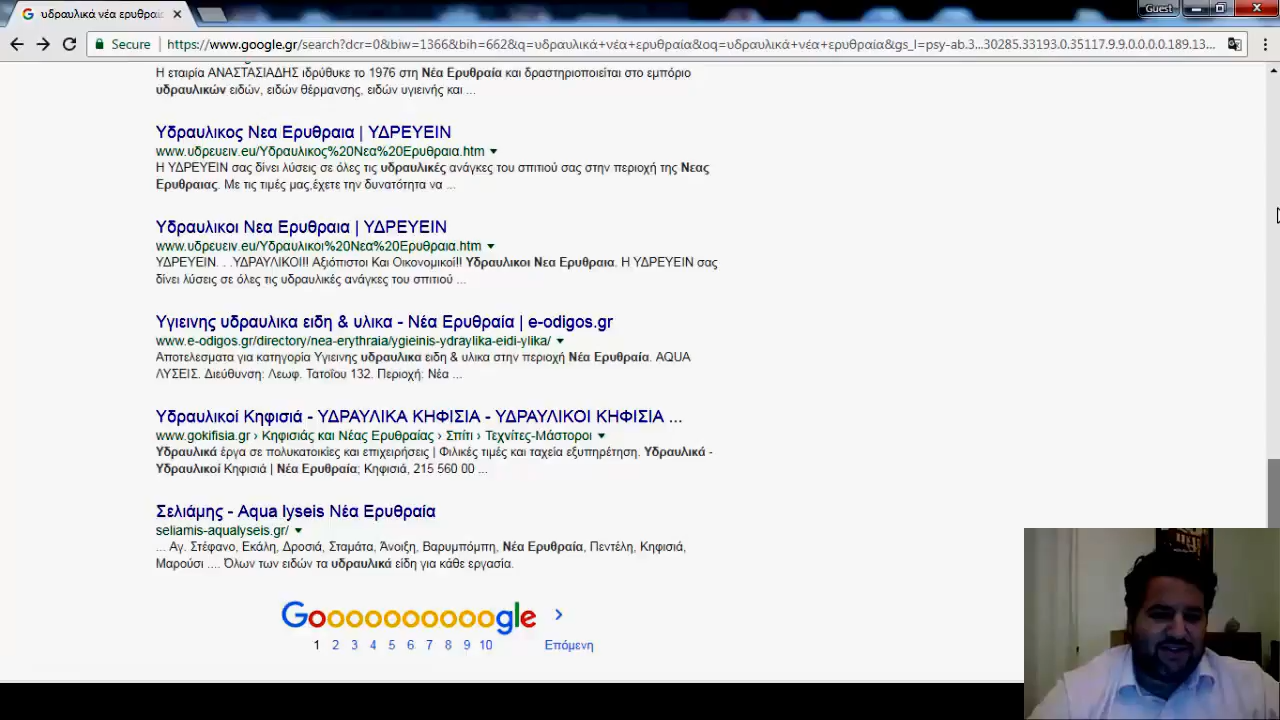 υδραυλικά νέα ερυθραι
Guest
Secure
https://www.google.gr/search?dcr=0&biw=1366&bih=662&q=υδραυλικά+νέα+ερυθραία&oq=υδραυλικά+νέα+ερυθραία&gs_l=psy-ab.3...30285.33193.0.35117.9.9.0.0.0.0.189.13...
Η εταιρία ΑΝΑΣΤΑΣΙΑΔΗΣ ιδρύθηκε το 1976 στη Νέα Ερυθραία και δραστηριοποιείται στο εμπόριο
υδραυλικών ειδών, ειδών θέρμανσης, ειδών υγιεινής και ...
Υδραυλικος Νεα Ερυθραια | ΥΔΡΕΥΕΙΝ
www.υδρευειν.eu/Υδραυλικος%20Νεα%20Ερυθραια.htm
Η ΥΔΡΕΥΕΙΝ σας δίνει λύσεις σε όλες τις υδραυλικές ανάγκες του σπιτιού σας στην περιοχή της Νεας
Ερυθραιας. Με τις τιμές μας,έχετε την δυνατότητα να ...
Υδραυλικοι Νεα Ερυθραια | ΥΔΡΕΥΕΙΝ
www.υδρευειν.eu/Υδραυλικοι%20Νεα%20Ερυθραια.htm
ΥΔΡΕΥΕΙΝ. . .ΥΔΡΑΥΛΙΚΟΙ!! Αξιόπιστοι Και Οικονομικοί!! Υδραυλικοι Νεα Ερυθραια. Η ΥΔΡΕΥΕΙΝ σας
δίνει λύσεις σε όλες τις υδραυλικές ανάγκες του σπιτιού ...
Υγιεινης υδραυλικα ειδη & υλικα - Νέα Ερυθραία | e-odigos.gr
www.e-odigos.gr/directory/nea-erythraia/ygieinis-ydraylika-eidi-ylika/
Αποτελεσματα για κατηγορία Υγιεινης υδραυλικα ειδη & υλικα στην περιοχή Νέα Ερυθραία. AQUA
ΛΥΣΕΙΣ. Διεύθυνση: Λεωφ. Τατοΐου 132. Περιοχή: Νέα ...
Υδραυλικοί Κηφισιά - ΥΔΡΑΥΛΙΚΑ ΚΗΦΙΣΙΑ - ΥΔΡΑΥΛΙΚΟΙ ΚΗΦΙΣΙΑ ...
www.gokifisia.gr › Κηφισιάς και Νέας Ερυθραίας › Σπίτι › Τεχνίτες-Μάστοροι
Υδραυλικά έργα σε πολυκατοικίες και επιχειρήσεις | Φιλικές τιμές και ταχεία εξυπηρέτηση. Υδραυλικά -
Υδραυλικοί Κηφισιά | Νέα Ερυθραία; Κηφισιά, 215 560 00 ...
Σελιάμης - Aqua lyseis Νέα Ερυθραία
seliamis-aqualyseis.gr/
... Αγ. Στέφανο, Εκάλη, Δροσιά, Σταμάτα, Άνοιξη, Βαρυμπόμπη, Νέα Ερυθραία, Πεντέλη, Κηφισιά,
Μαρούσι .... Όλων των ειδών τα υδραυλικά είδη για κάθε εργασία.
Goooooooooogle
1 2 3 4 5 6 7 8 9 10 Επόμενη